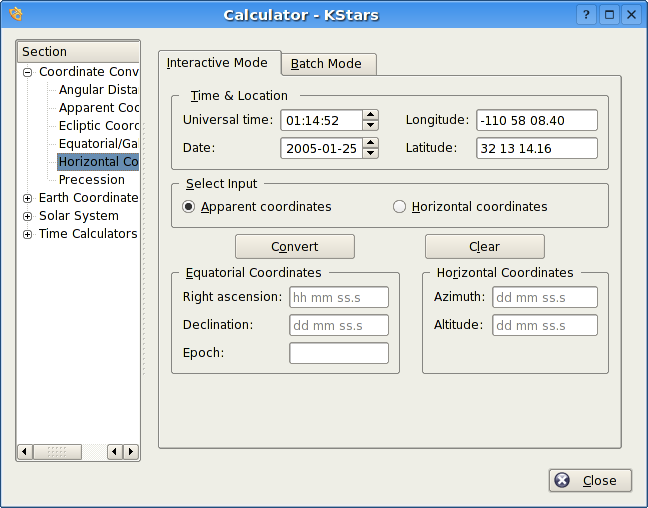 Calculator - KStars
Section
Coordinate Conv
Angular Dista
Apparent Coo
Ecliptic Coord
Equatorial/Ga
Horizontal Co
Precession
Earth Coordinate
Solar System
Time Calculators
Interactive Mode
Batch Mode
Time & Location
Universal time: 01:14:52 Longitude: -110 58 08.40
Date: 2005-01-25 Latitude: 32 13 14.16
Select Input
Apparent coordinates Horizontal coordinates
Convert Clear
Equatorial Coordinates
Right ascension: hh mm ss.s
Declination: dd mm ss.s
Epoch:
Horizontal Coordinates
Azimuth: dd mm ss.s
Altitude: dd mm ss.s
Close